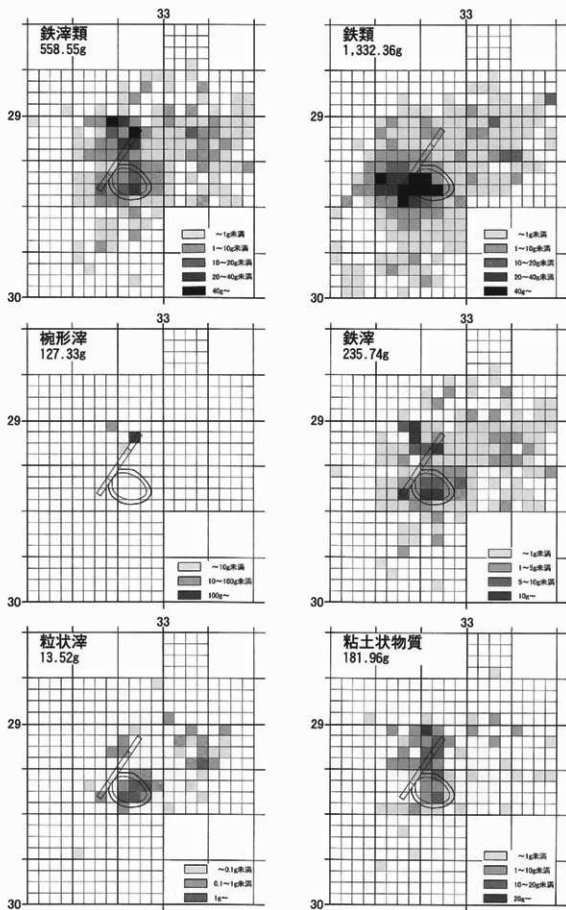 33
鉄滓類
558.55g
29
～1g未満
1～10g未満
10～20g未満
20～40g未満
40g～
30
33
鉄類
1,332.36g
29
～1g未満
1～10g未満
10～20g未満
20～40g未満
40g～
30
33
椀形滓
127.33g
29
～10g未満
10～100g未満
100g～
30
33
鉄滓
235.74g
29
～1g未満
1～5g未満
5～10g未満
10g～
30
33
粒状滓
13.52g
29
～0.1g未満
0.1～1g未満
1g～
30
33
粘土状物質
181.96g
29
～1g未満
1～10g未満
10～20g未満
20g～
30